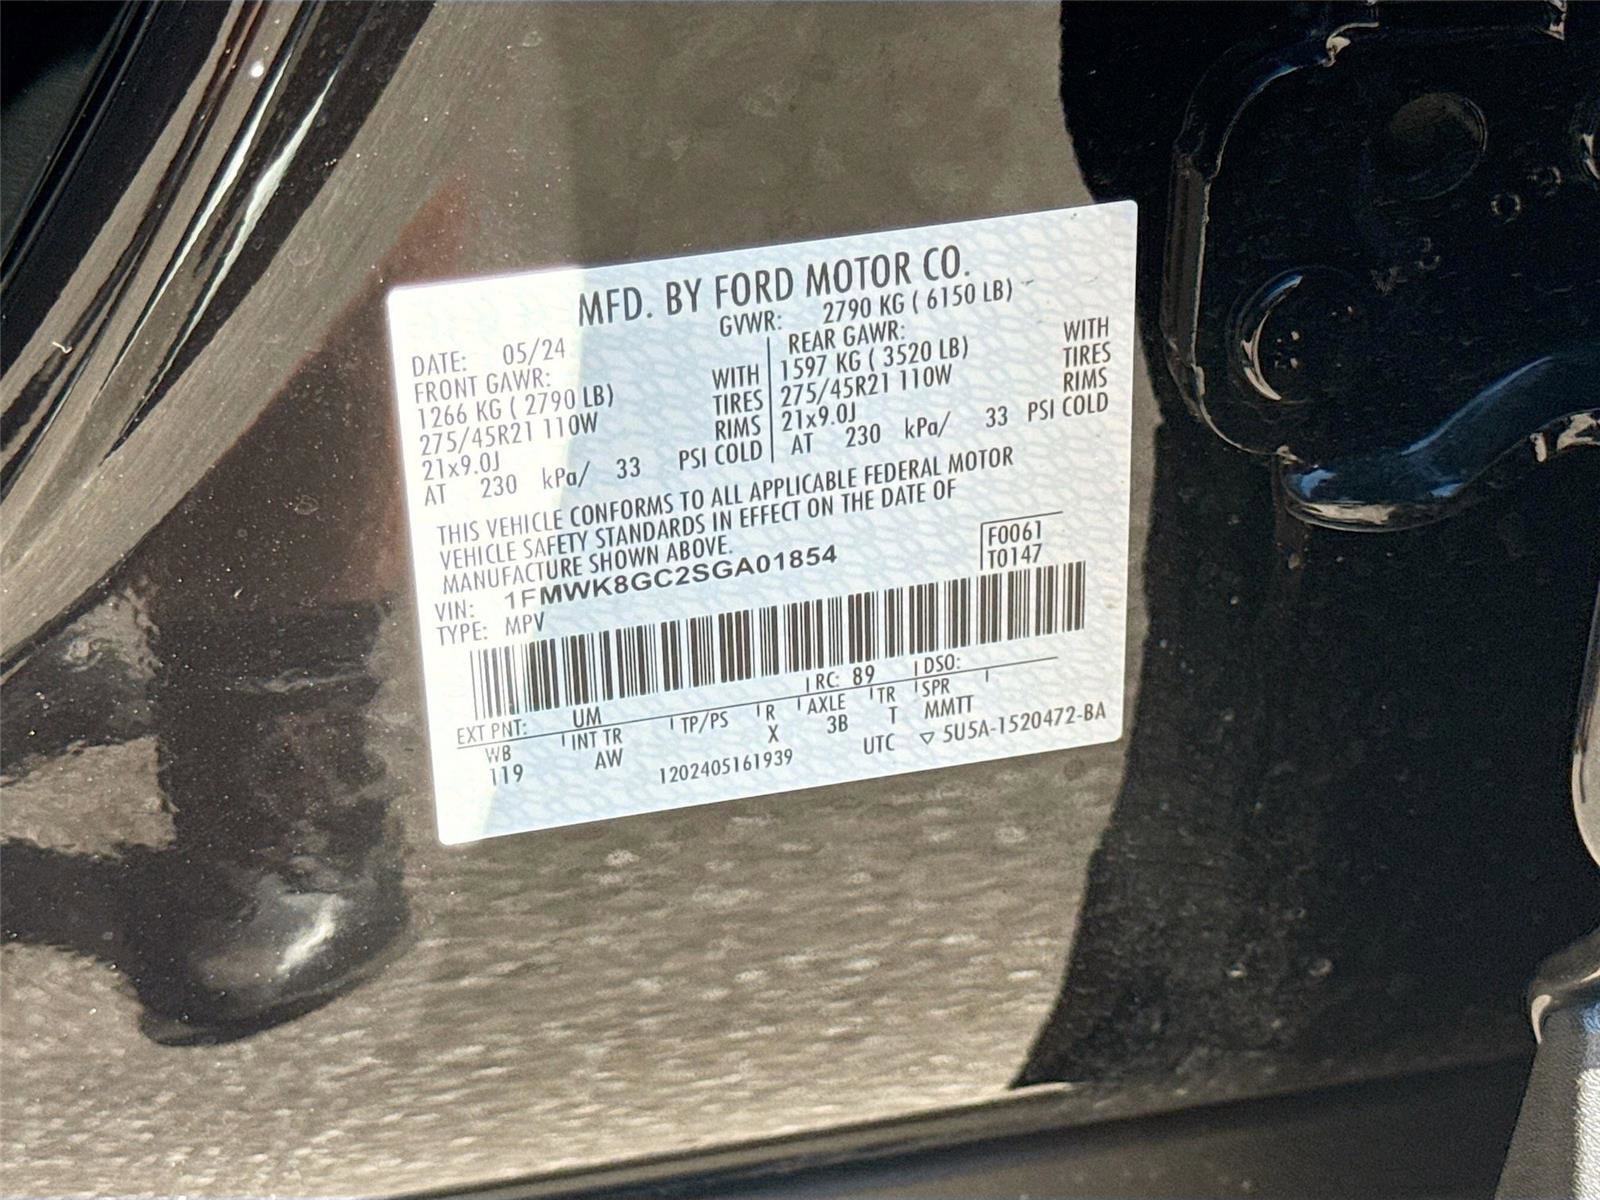 MFD. BY FORD MOTOR CO.
DATE: 05/24 GVWR: 2790 KG ( 6150 LB)
FRONT GAWR: REAR GAWR:
1266 KG ( 2790 LB) WITH 1597 KG ( 3520 LB) WITH
275/45R21 110W TIRES 275/45R21 110W TIRES
21x9.0J RIMS 21x9.0J RIMS
AT 230 kPa/ 33 PSI COLD AT 230 kPa/ 33 PSI COLD
THIS VEHICLE CONFORMS TO ALL APPLICABLE FEDERAL MOTOR
VEHICLE SAFETY STANDARDS IN EFFECT ON THE DATE OF
MANUFACTURE SHOWN ABOVE.
F0061
VIN: 1FMWK8GC2SGA01854 T0147
TYPE: MPV
EXT PNT: UM RC: 89 DSO:
WB INT TR TP/PS R AXLE TR SPR
119 AW X 3B T MMTT
1202405161939 UTC ▽ 5U5A-1520472-BA